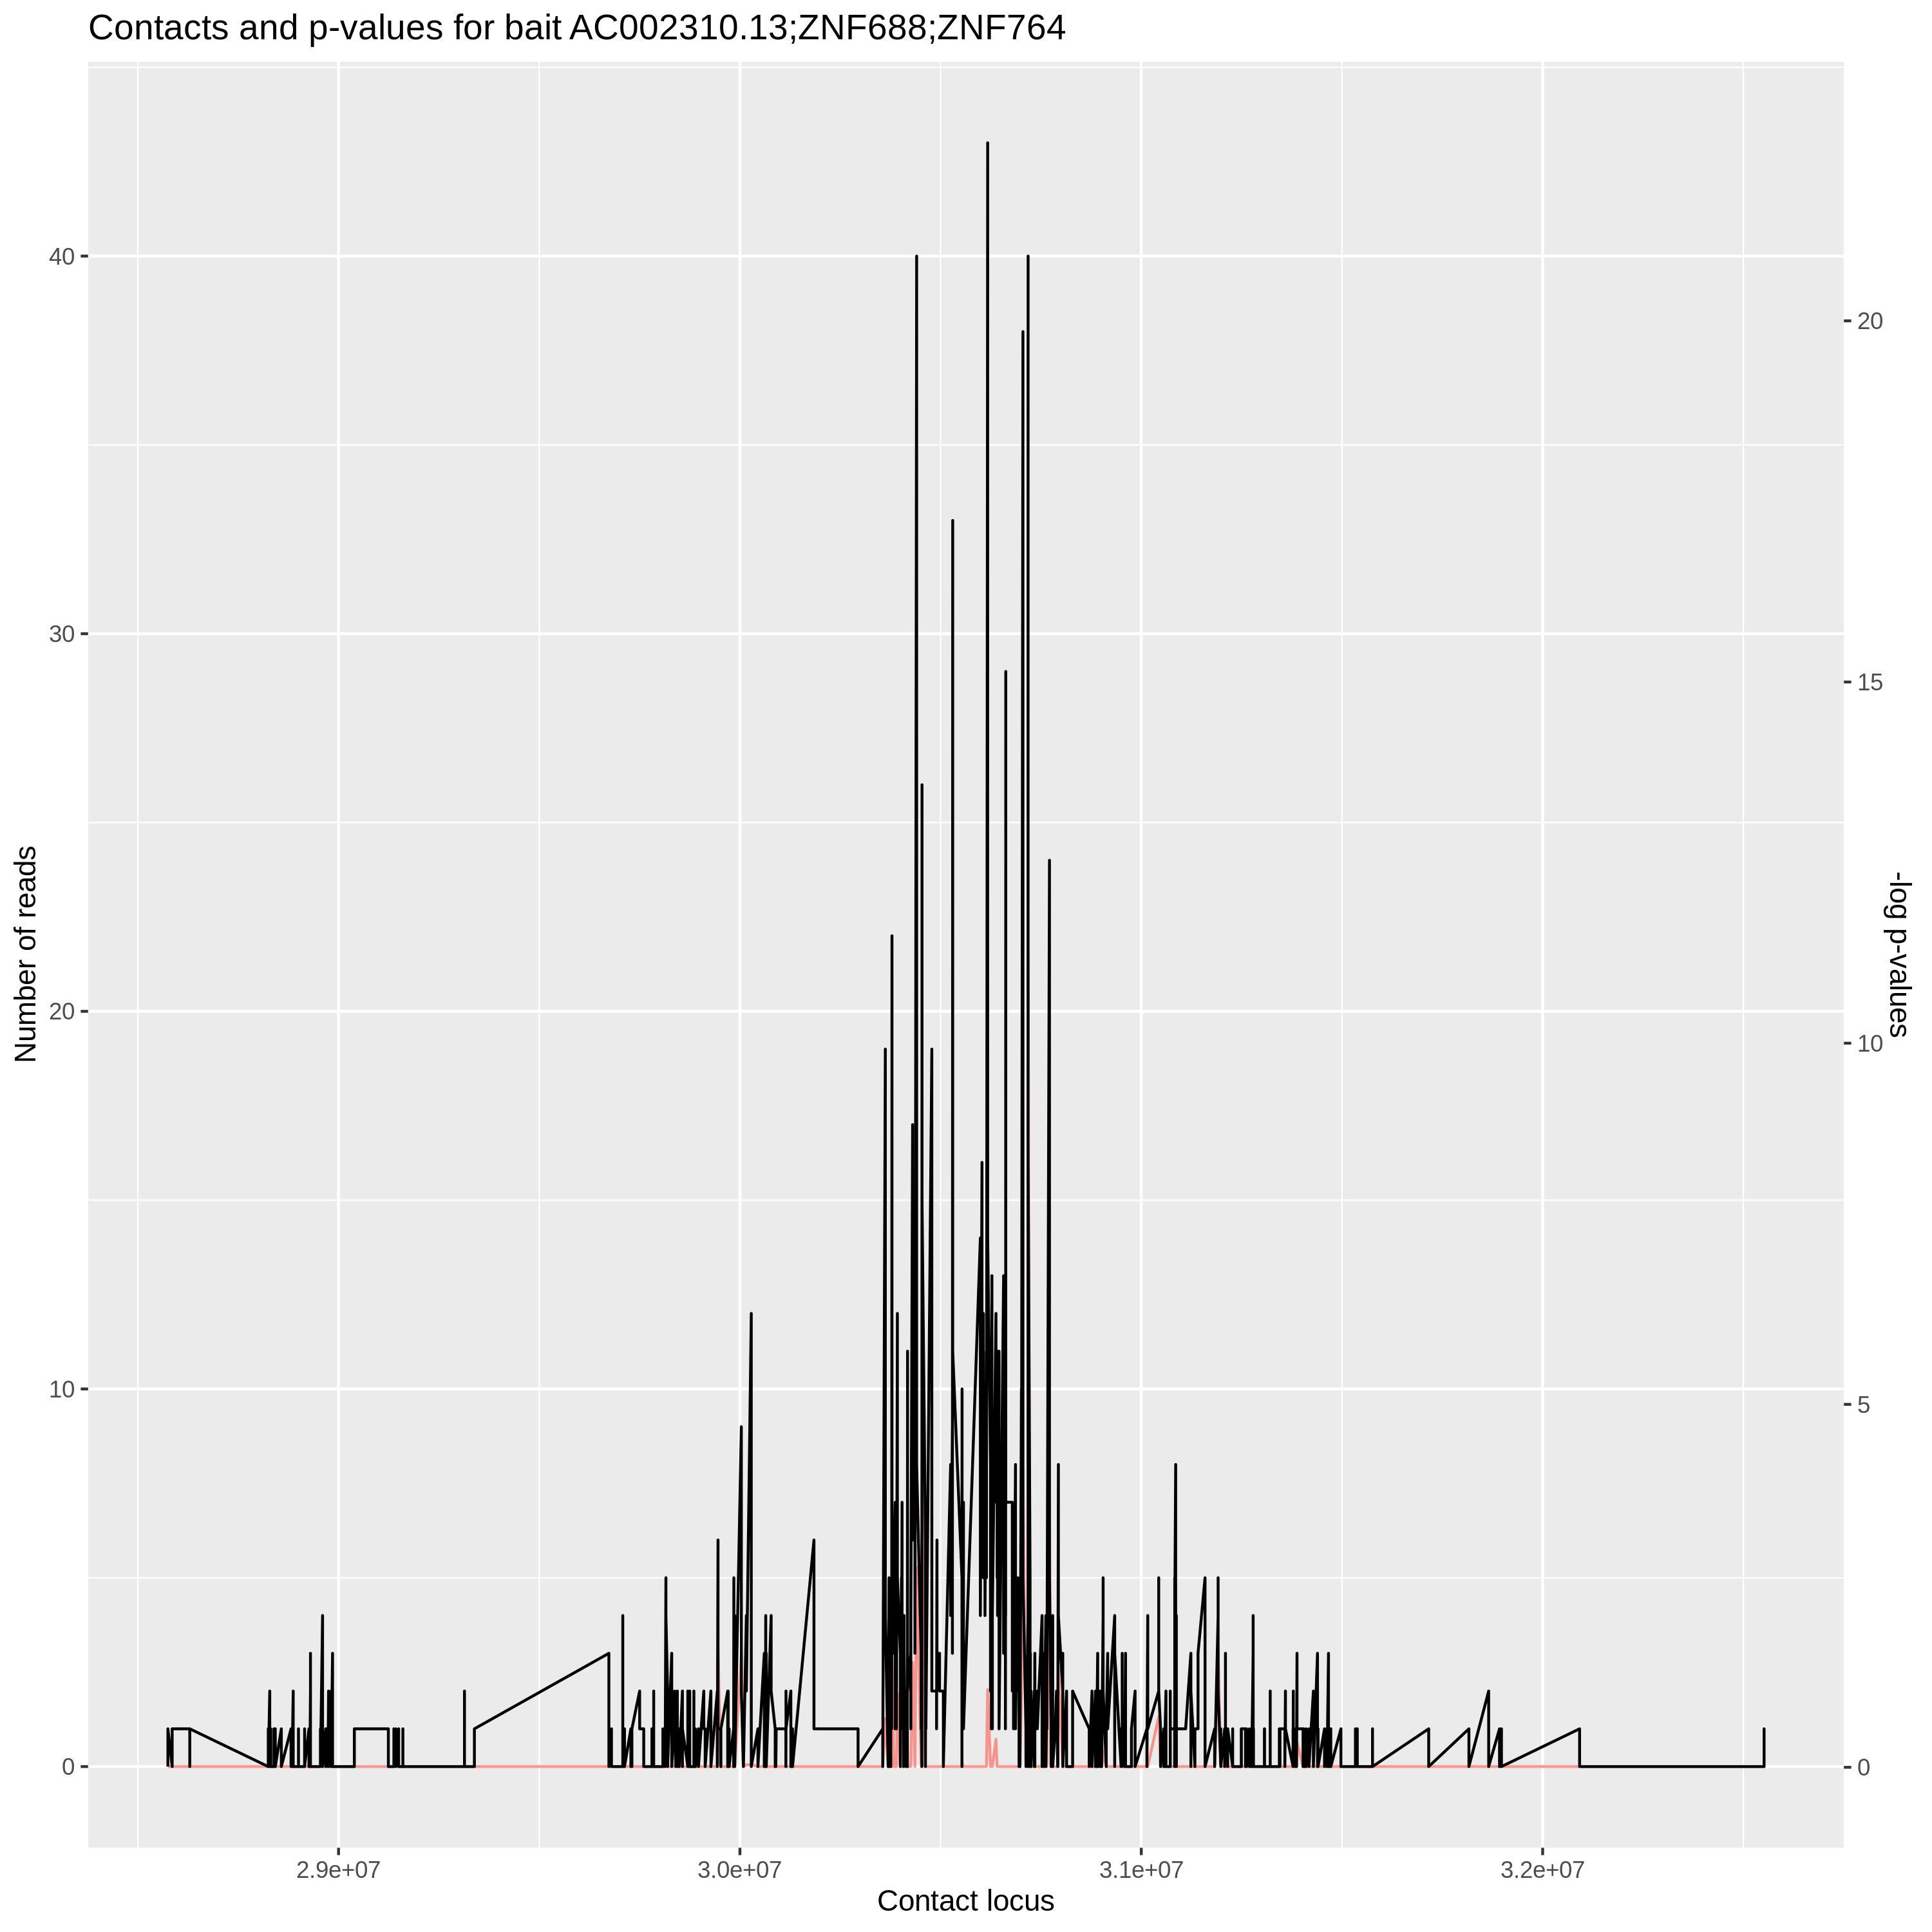 Contacts and p-values for bait AC002310.13;ZNF688;ZNF764
40
30
20
10
0
Number of reads
20
15
10
5
0
-log p-values
2.9e+07 3.0e+07 3.1e+07 3.2e+07
Contact locus